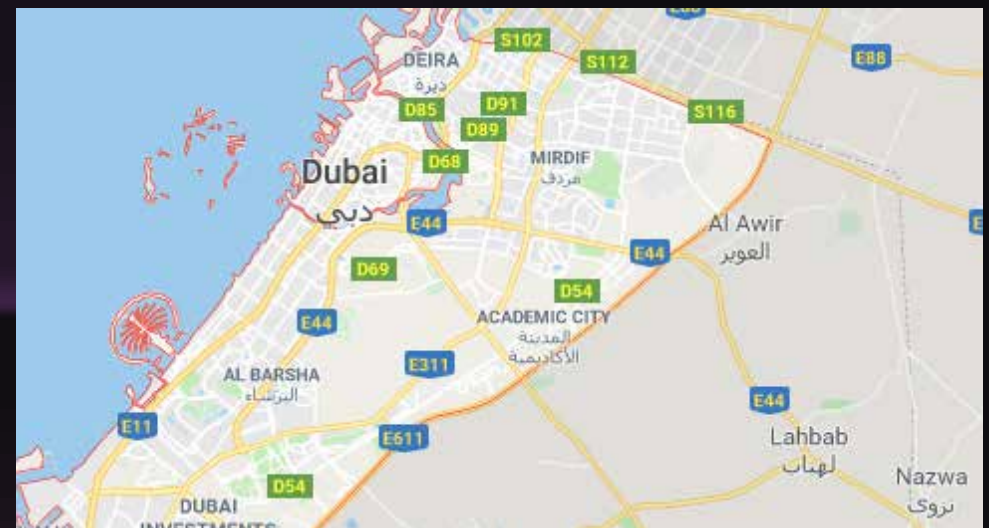 S102
E88
DEIRA
ديرة
S112
D85
D91
S116
D89
D68
MIRDIF
مردف
Dubai
دبي
E44
Al Awir
العوير
E44
D69
D54
E44
ACADEMIC CITY
المدينة
الأكاديمية
E311
AL BARSHA
البرشاء
E44
E11
E611
Lahbab
لهباب
Nazwa
نزوى
D54
DUBAI
INVESTMENTS